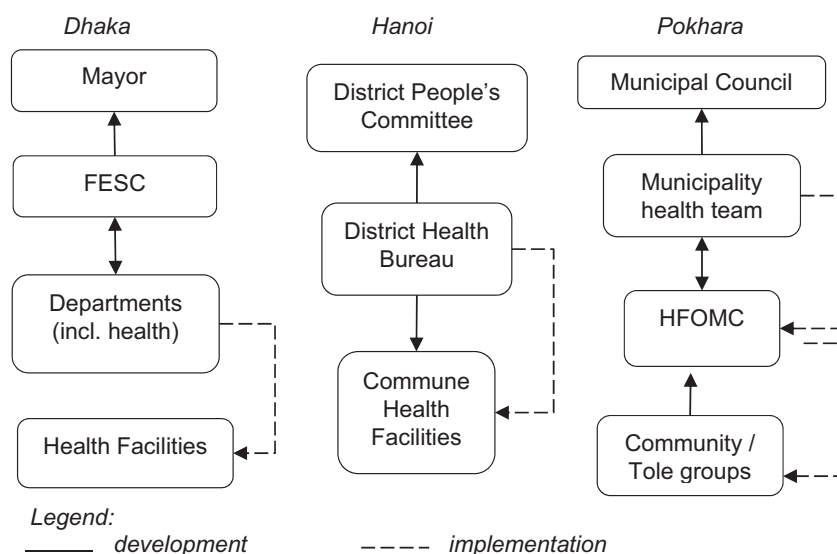 Dhaka
Mayor
FESC
Departments
(incl. health)
Health Facilities
Hanoi
District People's
Committee
District Health
Bureau
Commune
Health
Facilities
Pokhara
Municipal Council
Municipality
health team
HFOMC
Community /
Tole groups
Legend:
development
implementation